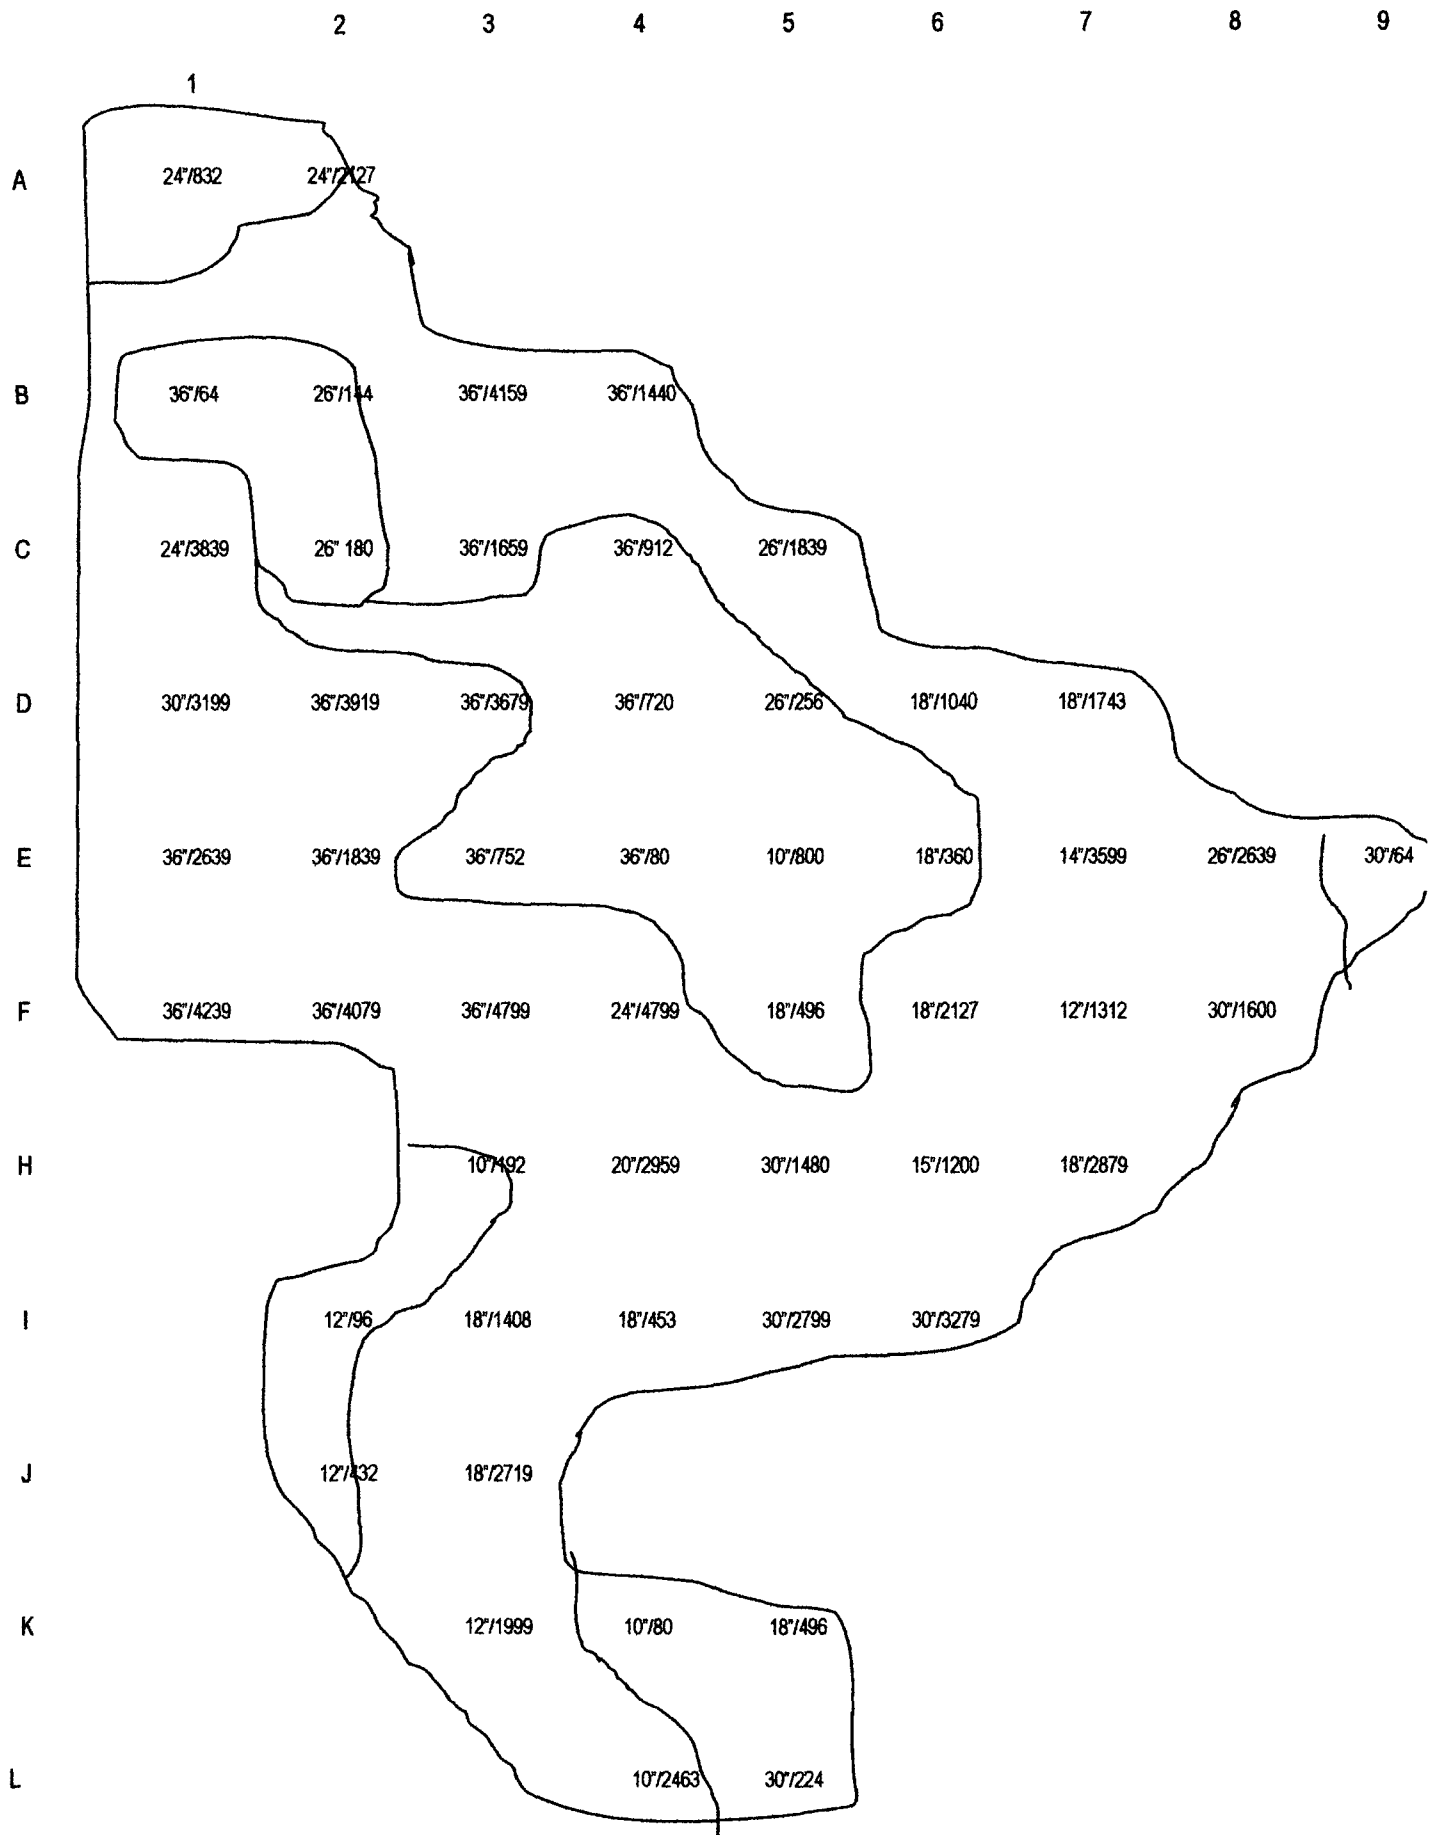 2 3 4 5 6 7 8 9
1
A 24"/832 24"/2127
B 36"/64 26"/144 36"/4159 36"/1440
C 24"/3839 26" 180 36"/1659 36"/912 26"/1839
D 30"/3199 36"/3919 36"/3679 36"/720 26"/256 18"/1040 18"/1743
E 36"/2639 36"/1839 36"/752 36"/80 10"/800 18"/360 14"/3599 26"/2639 30"/64
F 36"/4239 36"/4079 36"/4799 24"/4799 18"/496 18"/2127 12"/1312 30"/1600
H 10"/192 20"/2959 30"/1480 15"/1200 18"/2879
I 12"/96 18"/1408 18"/453 30"/2799 30"/3279
J 12"/432 18"/2719
K 12"/1999 10"/80 18"/496
L 10"/2463 30"/224